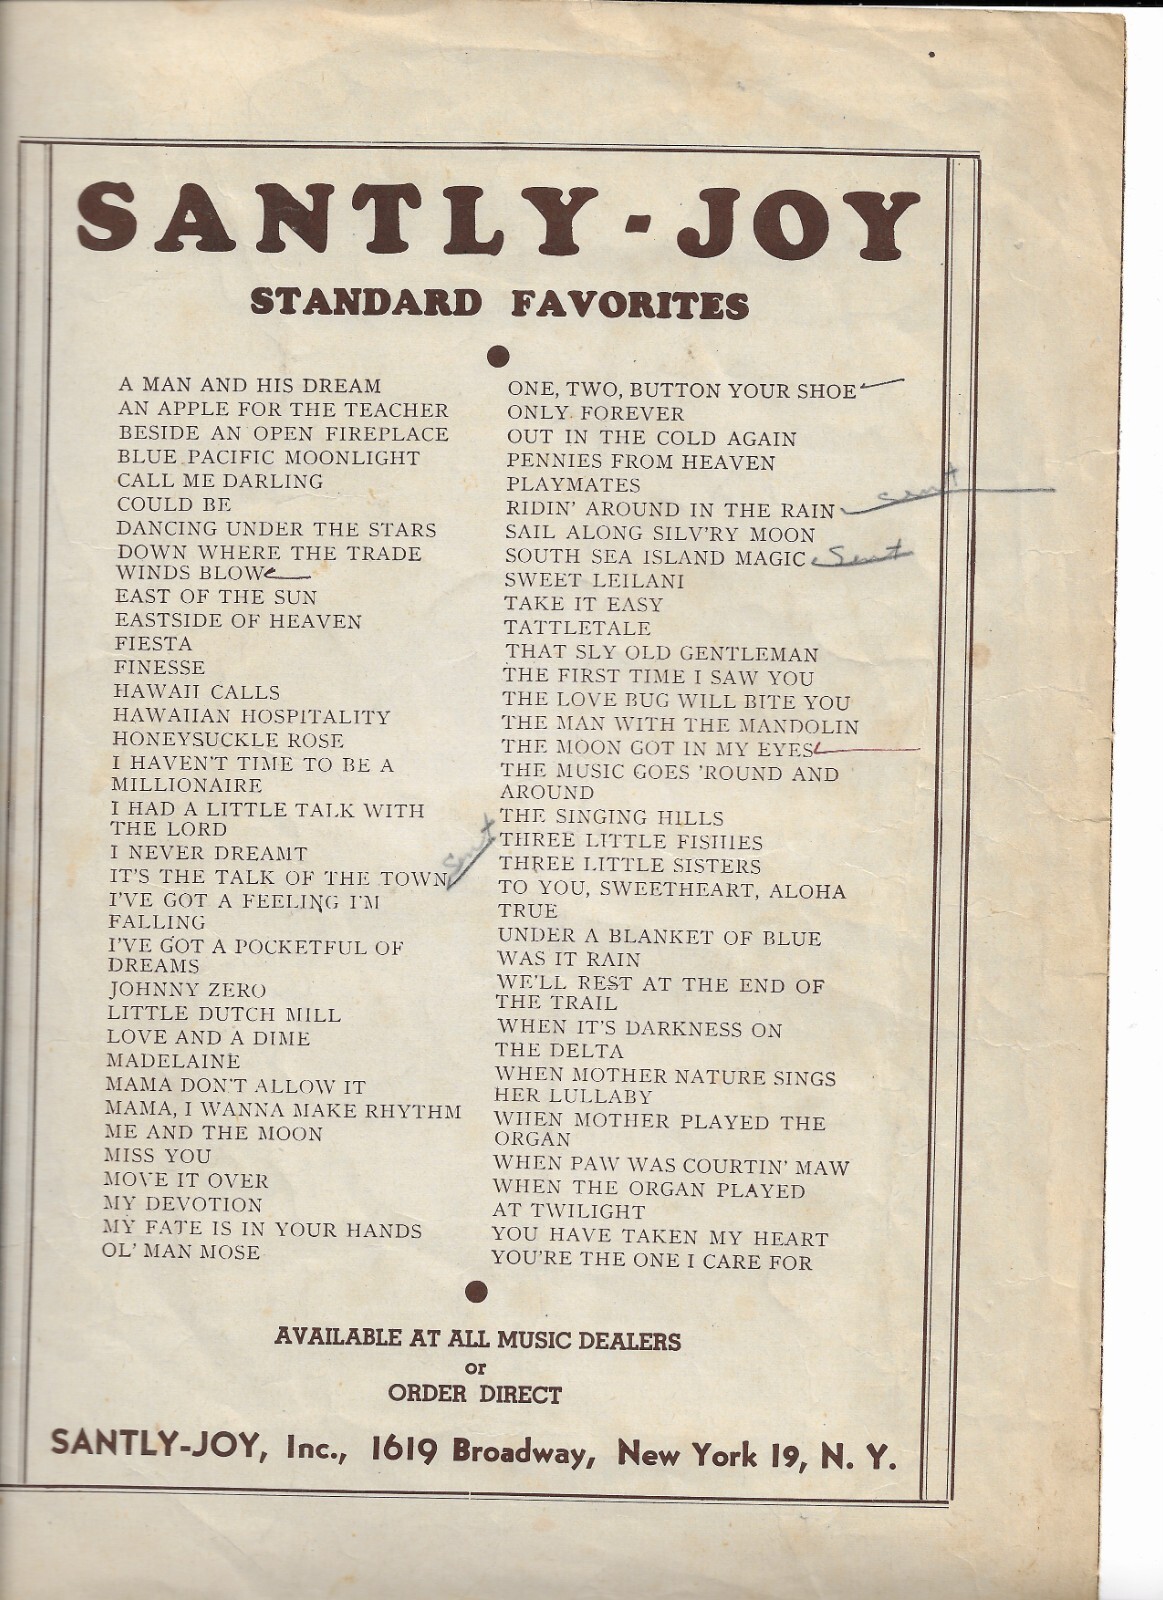 SANTLY-JOY
STANDARD FAVORITES
A MAN AND HIS DREAM
AN APPLE FOR THE TEACHER
BESIDE AN OPEN FIREPLACE
BLUE PACIFIC MOONLIGHT
CALL ME DARLING
COULD BE
DANCING UNDER THE STARS
DOWN WHERE THE TRADE
WINDS BLOW
EAST OF THE SUN
EASTSIDE OF HEAVEN
FIESTA
FINESSE
HAWAII CALLS
HAWAIIAN HOSPITALITY
HONEYSUCKLE ROSE
I HAVEN'T TIME TO BE A
MILLIONAIRE
I HAD A LITTLE TALK WITH
THE LORD
I NEVER DREAMT
IT'S THE TALK OF THE TOWN sent
I'VE GOT A FEELING I'M
FALLING
I'VE GOT A POCKETFUL OF
DREAMS
JOHNNY ZERO
LITTLE DUTCH MILL
LOVE AND A DIME
MADELAINE
MAMA DON'T ALLOW IT
MAMA, I WANNA MAKE RHYTHM
ME AND THE MOON
MISS YOU
MOVE IT OVER
MY DEVOTION
MY FATE IS IN YOUR HANDS
OL' MAN MOSE
ONE, TWO, BUTTON YOUR SHOE
ONLY FOREVER
OUT IN THE COLD AGAIN
PENNIES FROM HEAVEN
PLAYMATES
RIDIN' AROUND IN THE RAIN sent
SAIL ALONG SILV'RY MOON
SOUTH SEA ISLAND MAGIC Sent
SWEET LEILANI
TAKE IT EASY
TATTLETALE
THAT SLY OLD GENTLEMAN
THE FIRST TIME I SAW YOU
THE LOVE BUG WILL BITE YOU
THE MAN WITH THE MANDOLIN
THE MOON GOT IN MY EYES
THE MUSIC GOES 'ROUND AND
AROUND
THE SINGING HILLS
THREE LITTLE FISHIES
THREE LITTLE SISTERS
TO YOU, SWEETHEART, ALOHA
TRUE
UNDER A BLANKET OF BLUE
WAS IT RAIN
WE'LL REST AT THE END OF
THE TRAIL
WHEN IT'S DARKNESS ON
THE DELTA
WHEN MOTHER NATURE SINGS
HER LULLABY
WHEN MOTHER PLAYED THE
ORGAN
WHEN PAW WAS COURTIN' MAW
WHEN THE ORGAN PLAYED
AT TWILIGHT
YOU HAVE TAKEN MY HEART
YOU'RE THE ONE I CARE FOR
AVAILABLE AT ALL MUSIC DEALERS
or
ORDER DIRECT
SANTLY-JOY, Inc., 1619 Broadway, New York 19, N. Y.